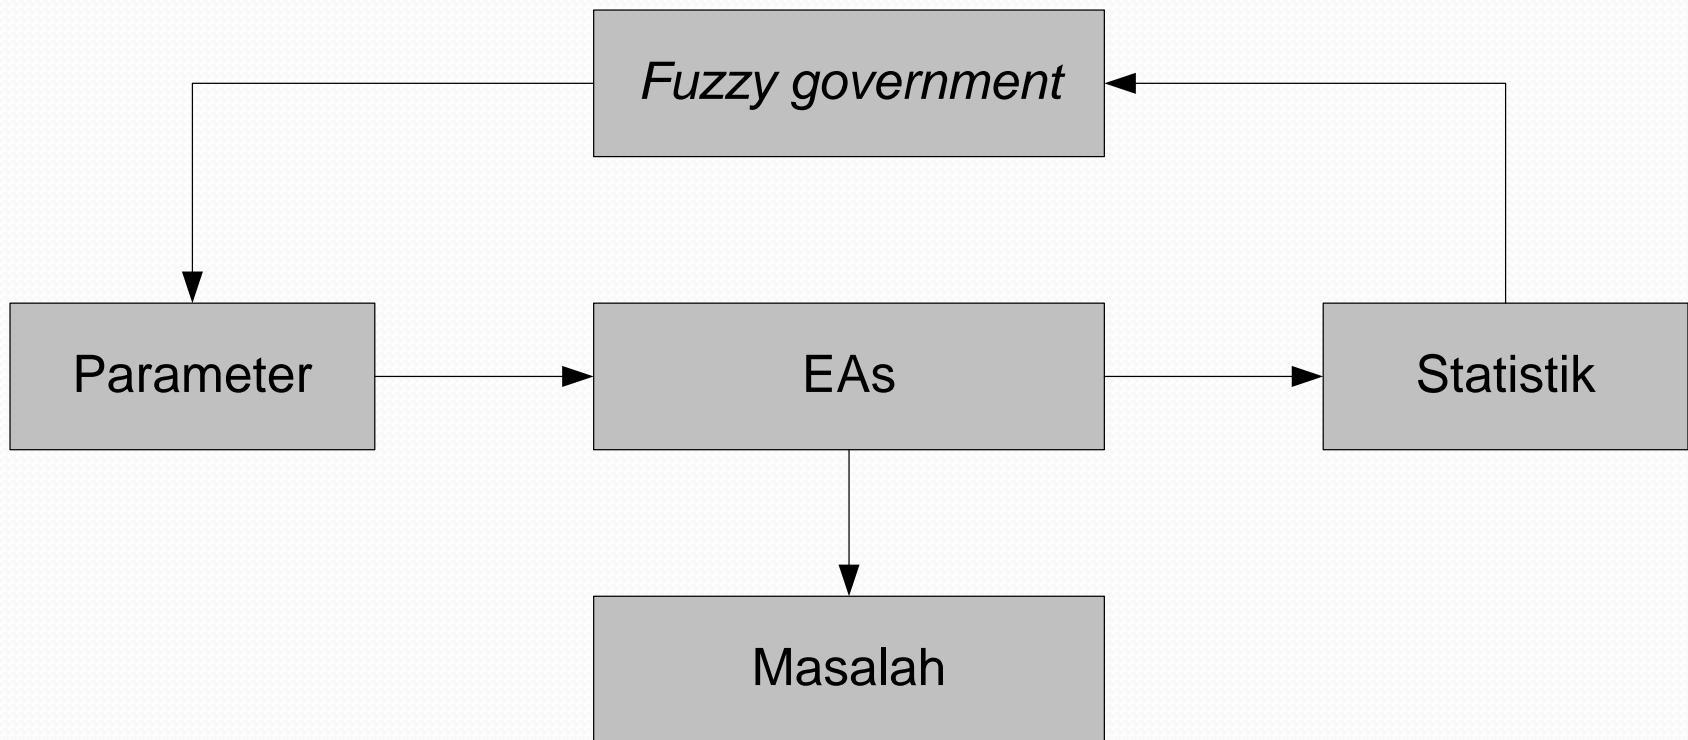 Fuzzy government
Parameter
EAs
Statistik
Masalah